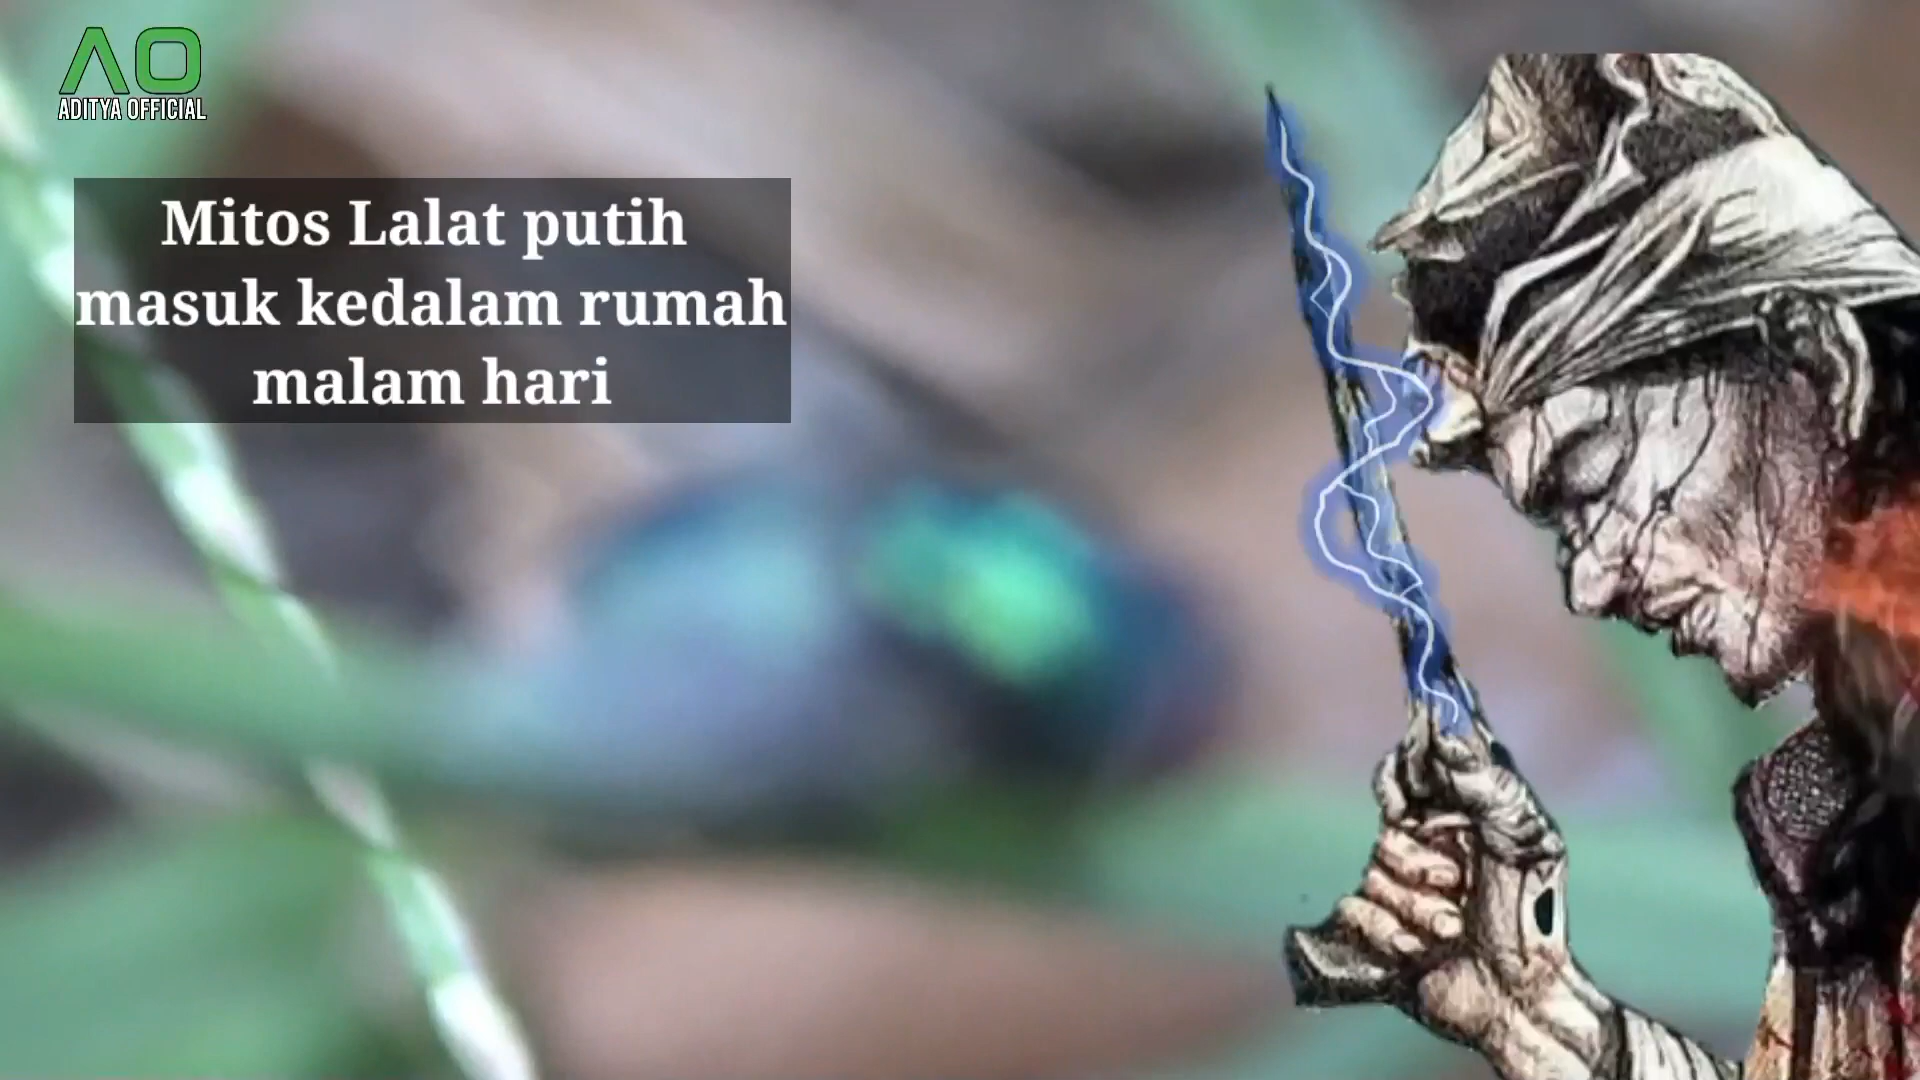 AO
ADITYA OFFICIAL
Mitos Lalat putih
masuk kedalam rumah
malam hari